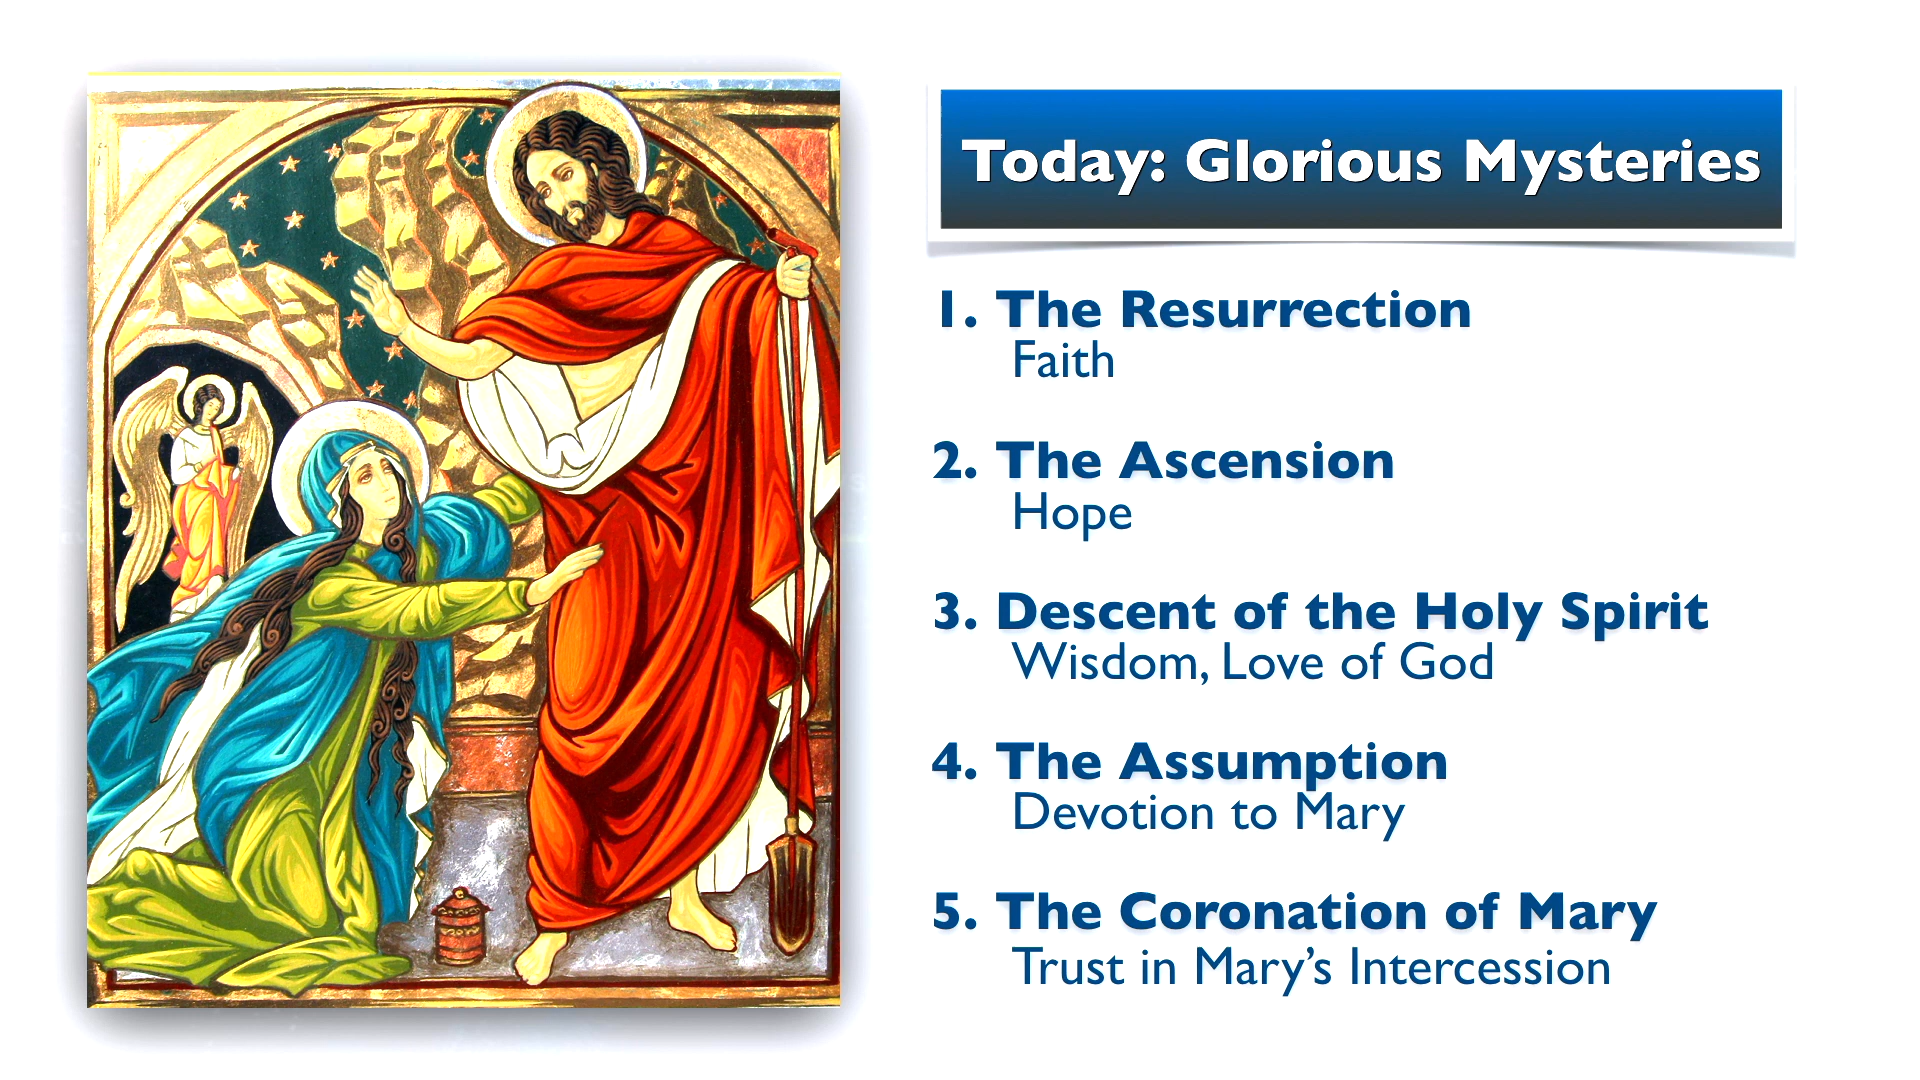 Today: Glorious Mysteries
1. The Resurrection
Faith
2. The Ascension
Hope
3. Descent of the Holy Spirit
Wisdom, Love of God
4. The Assumption
Devotion to Mary
5. The Coronation of Mary
Trust in Mary’s Intercession